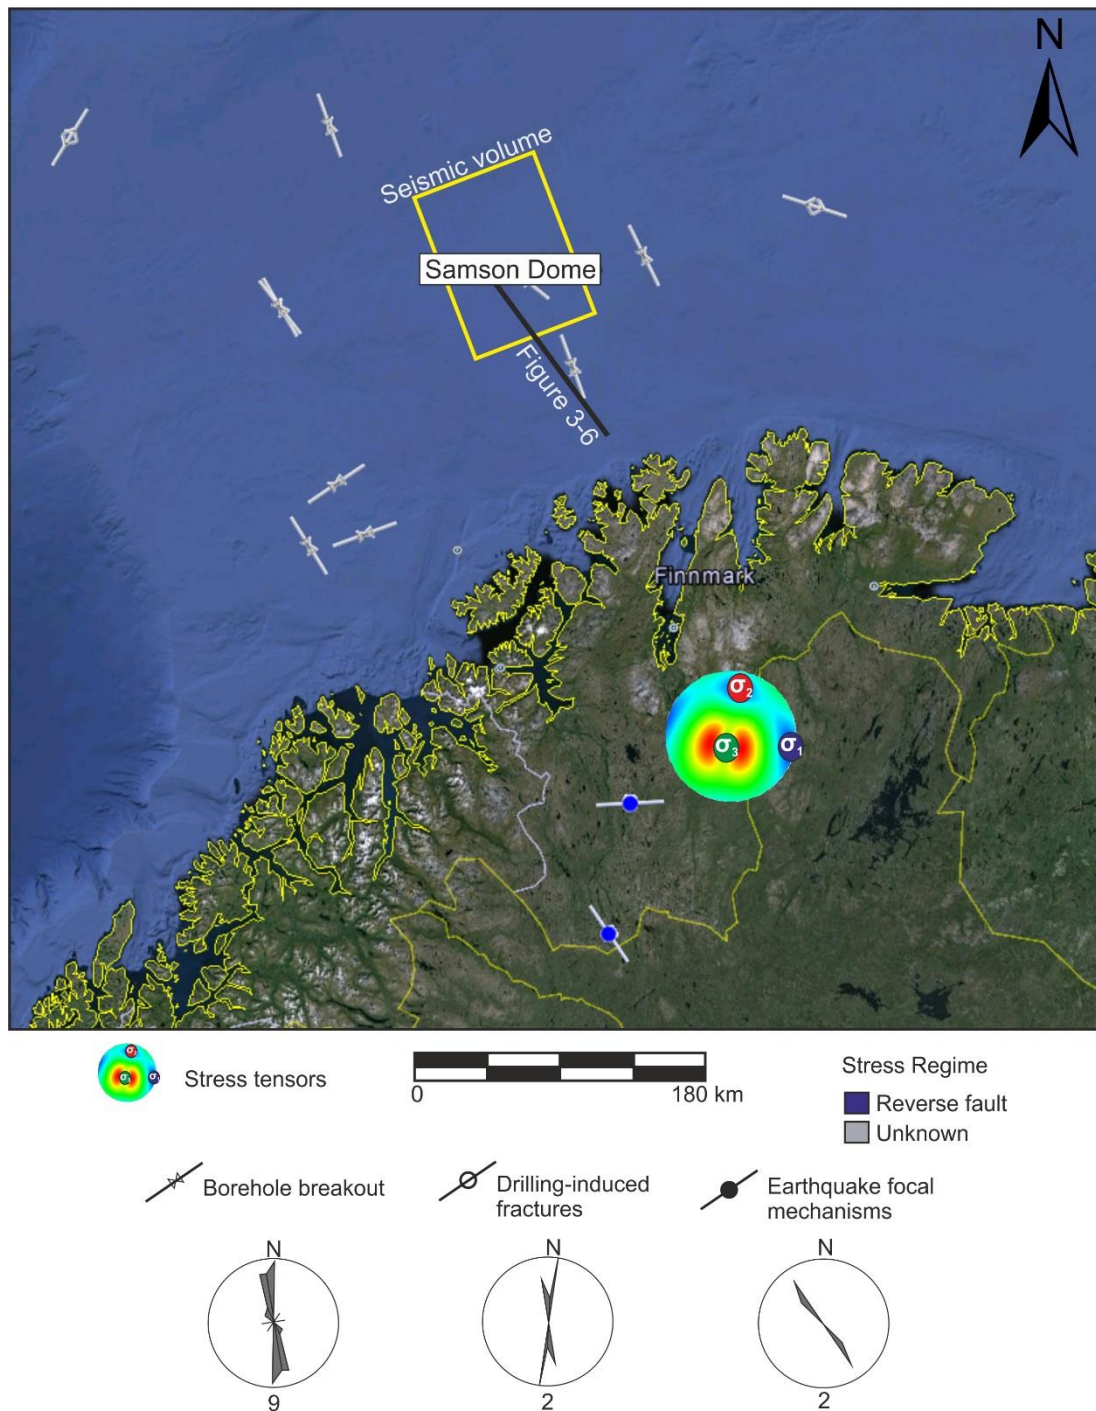 N
Seismic volume
Samson Dome
Figure 3-6
Finnmark
σ2
σ3
σ1
Stress tensors
0
180 km
Stress Regime
Reverse fault
Unknown
Borehole breakout
Drilling-induced
fractures
Earthquake focal
mechanisms
N
N
N
9
2
2